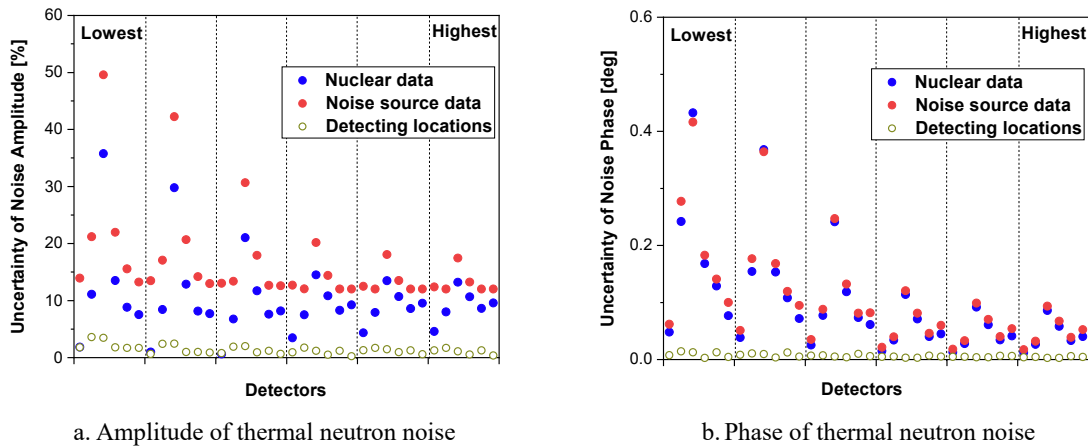 60
50
40
30
20
10
0
Uncertainty of Noise Amplitude [%]
Lowest
Highest
Nuclear data
Noise source data
Detecting locations
Detectors
a. Amplitude of thermal neutron noise
0.6
0.4
0.2
0.0
Uncertainty of Noise Phase [deg]
Lowest
Highest
Nuclear data
Noise source data
Detecting locations
Detectors
b. Phase of thermal neutron noise